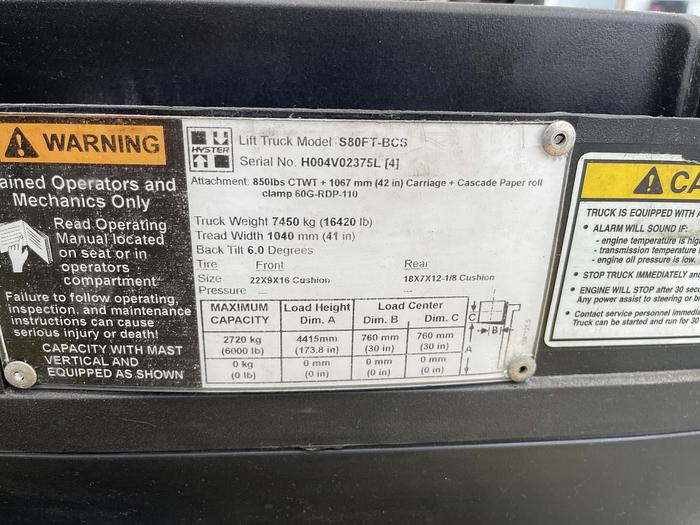 WARNING
ained Operators and
Mechanics Only
Read Operating
Manual located
on seat or in
operators
compartment
Failure to follow operating,
inspection, and maintenance
instructions can cause
serious injury or death!
CAPACITY WITH MAST
VERTICAL AND
EQUIPPED AS SHOWN
HYSTER
Lift Truck Model S80FT-BCS
Serial No. H004V02375L [4]
Attachment: 850lbs CTWT + 1067 mm (42 in) Carriage + Cascade Paper roll
clamp 60G-RDP-110
Truck Weight 7450 kg (16420 lb)
Tread Width 1040 mm (41 in)
Back Tilt 6.0 Degrees
Tire Front Rear
Size 22X9X16 Cushion 18X7X12-1/8 Cushion
Pressure --- ---
MAXIMUM CAPACITY Load Height Dim. A Load Center Dim. B Dim. C
2720 kg 4415mm 760 mm 760 mm
(6000 lb) (173.8 in) (30 in) (30 in)
0 kg 0 mm 0 mm 0 mm
(0 lb) (0 in) (0 in) (0 in)
C
B
A
CA
TRUCK IS EQUIPPED WITH
• ALARM WILL SOUND IF:
- engine temperature is hig
- transmission temperature
- engine oil pressure is low.
• STOP TRUCK IMMEDIATELY and
• ENGINE WILL STOP after 30 seco
Any power assist to steering or
• Contact service personnel immedia
Truck can be started and run for 30